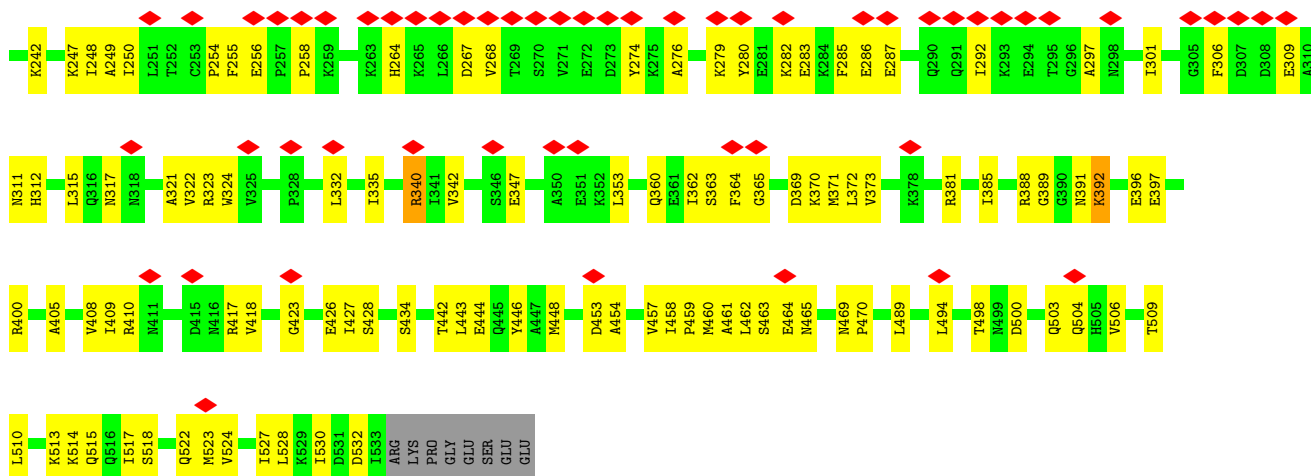 K242 K247 I248 A249 I250 L251 T252 C253 P254 F255 E256 P257 P258 K259 K263 H264 K265 L266 D267 V268 T269 S270 V271 E272 D273 Y274 K275 A276 K279 Y280 E281 K282 E283 K284 F285 E286 E287 Q290 Q291 I292 K293 E294 T295 G296 A297 N298 I301 G305 F306 D307 D308 E309 A310
N311 H312 L315 Q316 N317 N318 A321 V322 R323 W324 V325 P328 L332 I335 R340 I341 V342 S346 E347 A350 E351 K352 L353 Q360 E361 I362 S363 F364 G365 D369 K370 M371 L372 V373 K378 R381 I385 R388 G389 G390 N391 K392 E396 E397
R400 A405 V408 I409 R410 N411 D415 N416 R417 V418 G423 E426 T427 S428 S434 T442 L443 E444 Q445 Y446 A447 M448 D453 A454 V457 T458 P459 M460 A461 L462 S463 E464 N465 N469 P470 L489 L494 T498 N499 D500 Q503 Q504 H505 V506 T509
L510 K513 K514 Q515 Q516 I517 S518 Q522 M523 V524 I527 L528 K529 I530 D531 D532 I533 ARG LYS PRO GLY GLU SER GLU GLU